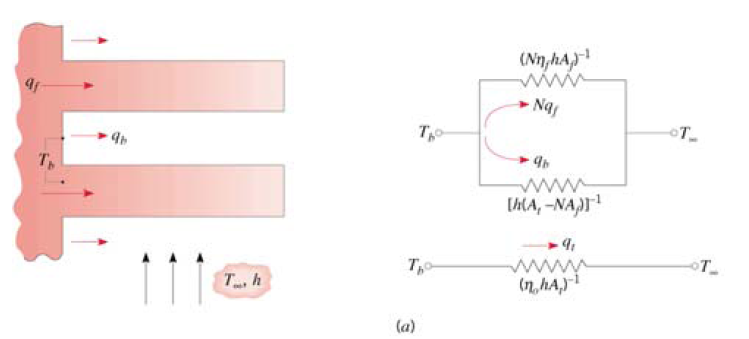 q_f
q_b
T_b
T_∞, h
(Nη_f hA_f)^{-1}
Nq_f
T_b
T_∞
q_b
[h(A_t –NA_f)]^{-1}
q_t
T_b
T_∞
(η_o hA_t)^{-1}
(a)